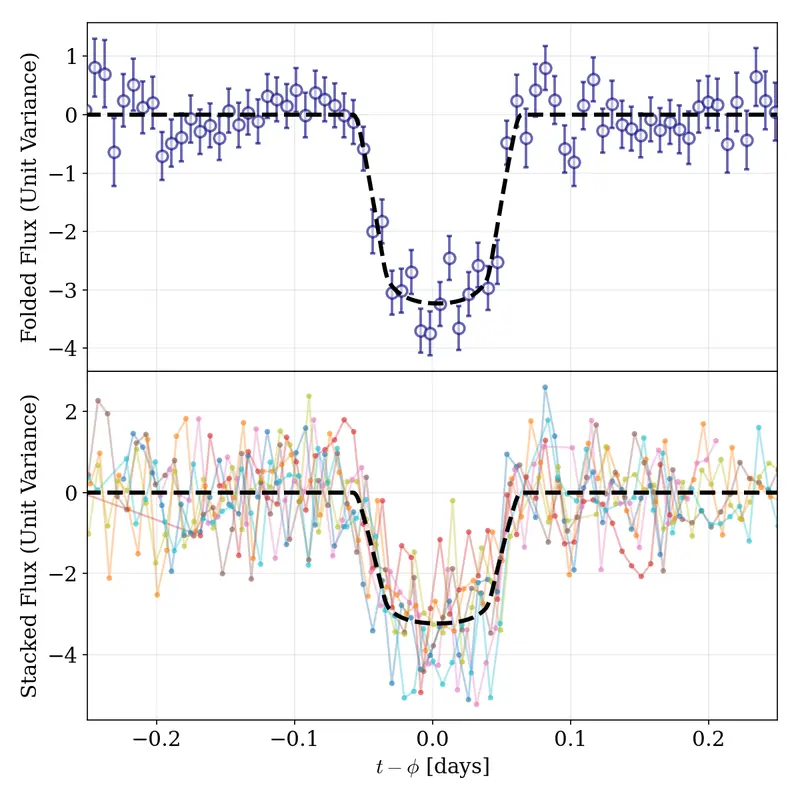 1
0
−1
−2
−3
−4
Folded Flux (Unit Variance)
2
0
−2
−4
Stacked Flux (Unit Variance)
−0.2 −0.1 0.0 0.1 0.2
t − ϕ [days]